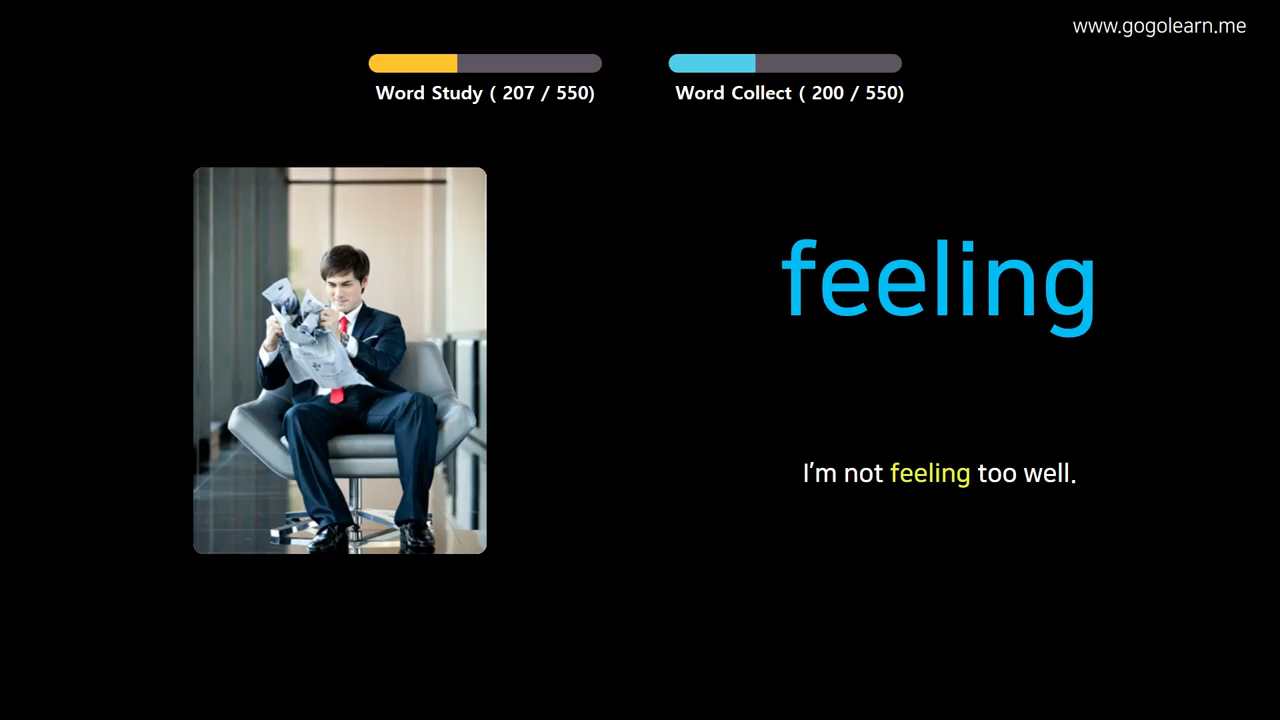 www.gogolearn.me
Word Study ( 207 / 550)
Word Collect ( 200 / 550)
feeling
I'm not feeling too well.